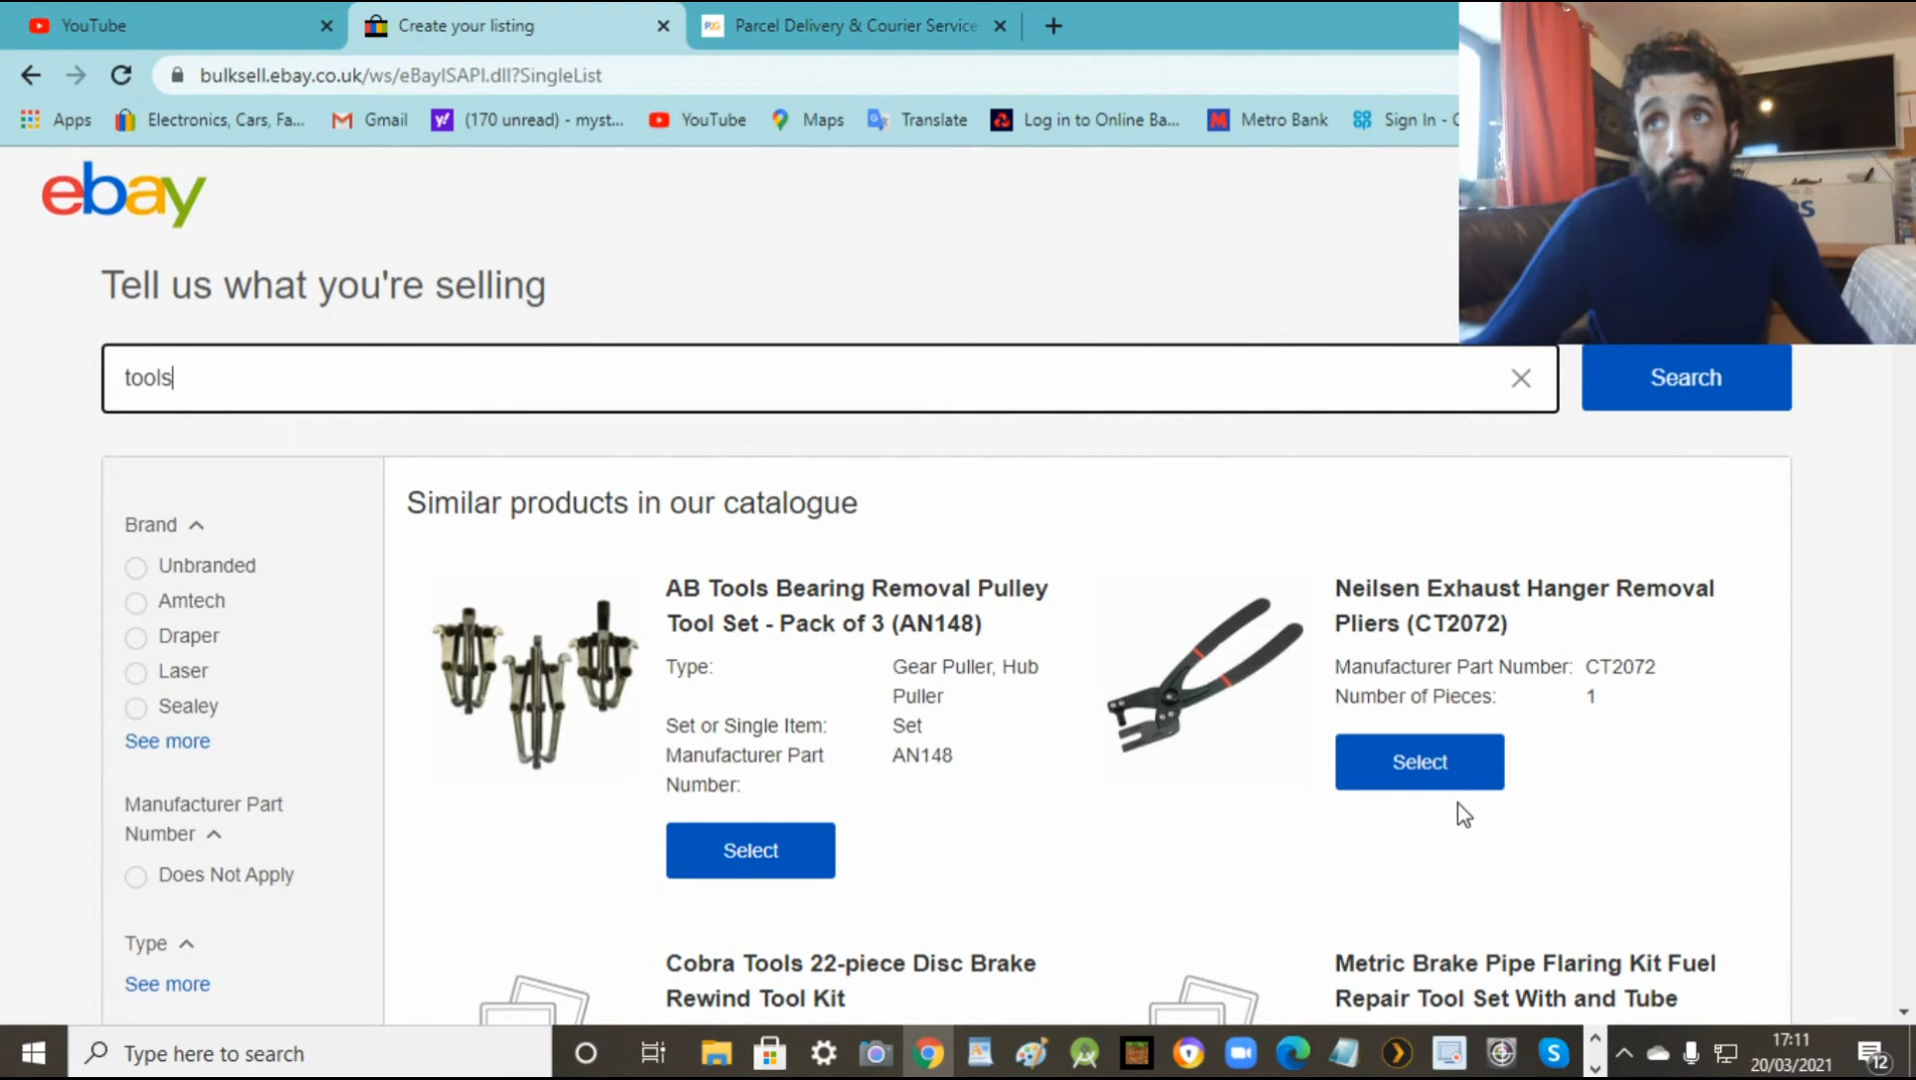 YouTube
Create your listing
Parcel Delivery & Courier Service
bulksell.ebay.co.uk/ws/eBayISAPI.dll?SingleList
Apps
Electronics, Cars, Fa...
Gmail
(170 unread) - myst...
YouTube
Maps
Translate
Log in to Online Ba...
Metro Bank
Sign In -
ebay
Tell us what you're selling
tools
Search
Brand
Unbranded
Amtech
Draper
Laser
Sealey
See more
Manufacturer Part
Number
Does Not Apply
Type
See more
Similar products in our catalogue
AB Tools Bearing Removal Pulley
Tool Set - Pack of 3 (AN148)
Type: Gear Puller, Hub
Puller
Set or Single Item: Set
Manufacturer Part AN148
Number:
Select
Neilsen Exhaust Hanger Removal
Pliers (CT2072)
Manufacturer Part Number: CT2072
Number of Pieces: 1
Select
Cobra Tools 22-piece Disc Brake
Rewind Tool Kit
Metric Brake Pipe Flaring Kit Fuel
Repair Tool Set With and Tube
Type here to search
17:11
20/03/2021
12